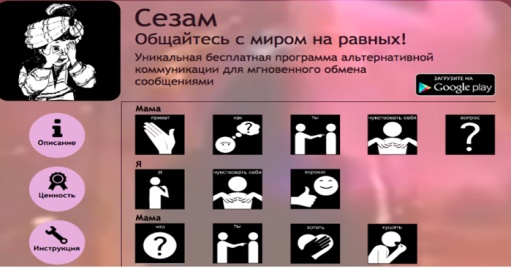 Сезам
Общайтесь с миром на равных!
Уникальная бесплатная программа альтернативной
коммуникации для мгновенного обмена
сообщениями
ЗАГРУЗИТЕ НА
Google play
Описание
Ценность
Инструкция
Мама
привет как ты чувствовать себя вопрос
Я
я чувствовать себя хорошо
Мама
что ты хотеть кушать